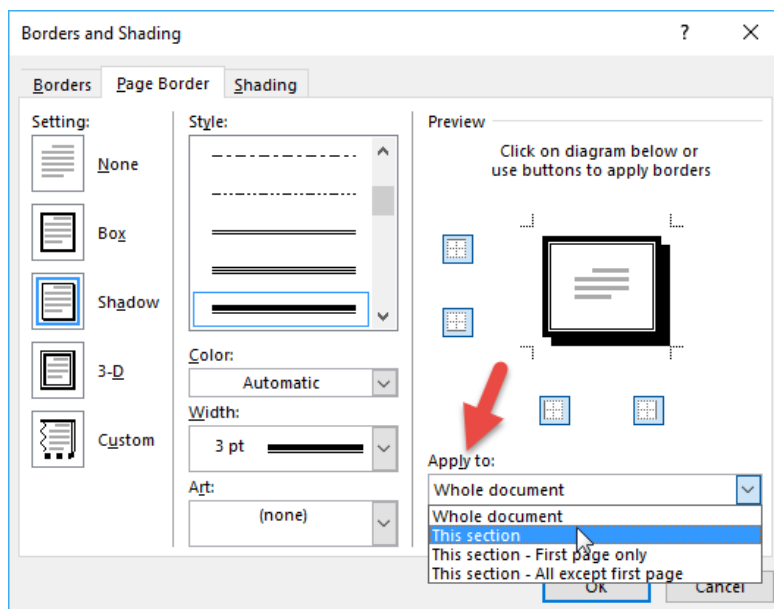 Borders and Shading
?
Borders
Page Border
Shading
Setting:
None
Box
Shadow
3-D
Custom
Style:
Color:
Automatic
Width:
3 pt
Art:
(none)
Preview
Click on diagram below or
use buttons to apply borders
Apply to:
Whole document
Whole document
This section
This section - First page only
This section - All except first page
OK
Cancel